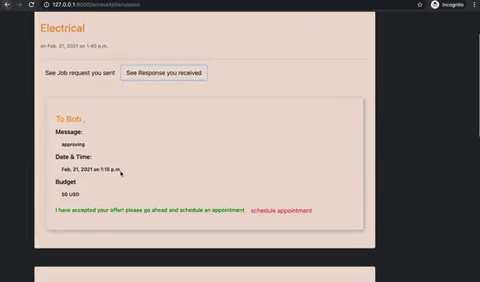 127.0.0.1:8000/account/discussion
Incognito
Electrical
on Feb. 21, 2021 on 1:40 p.m.
See Job request you sent
See Response you received
To Bob ,
Message:
approving
Date & Time:
Feb. 21, 2021 on 1:15 p.m.
Budget
50 USD
I have accepted your offer! please go ahead and schedule an appointment
schedule appointment